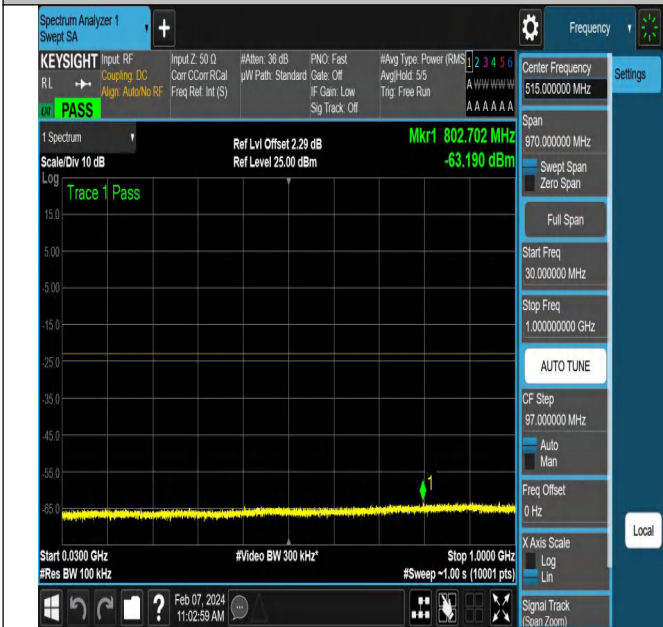 Spectrum Analyzer 1
Swept SA
+
Frequency
KEYSIGHT
RL
PASS
Input: RF
Coupling: DC
Align: Auto/No RF
Input Z: 50 Ω
Corr CCorr RCal
Freq Ref: Int (S)
#Atten: 36 dB
µW Path: Standard
PNO: Fast
Gate: Off
IF Gain: Low
Sig Track: Off
#Avg Type: Power (RMS
Avg|Hold: 5/5
Trig: Free Run
1 2 3 4 5 6
A W W W W W
A A A A A A
1 Spectrum
Scale/Div 10 dB
Ref Lvl Offset 2.29 dB
Ref Level 25.00 dBm
Mkr1 802.702 MHz
-63.190 dBm
Log
Trace 1 Pass
15.0
5.00
-5.00
-15.0
-25.0
-35.0
-45.0
-55.0
-65.0
1
Start 0.0300 GHz
#Res BW 100 kHz
#Video BW 300 kHz*
Stop 1.0000 GHz
#Sweep ~1.00 s (10001 pts)
Center Frequency
515.000000 MHz
Settings
Span
970.000000 MHz
Swept Span
Zero Span
Full Span
Start Freq
30.000000 MHz
Stop Freq
1.000000000 GHz
AUTO TUNE
CF Step
97.000000 MHz
Auto
Man
Freq Offset
0 Hz
X Axis Scale
Log
Lin
Local
Signal Track
(Span Zoom)
?
Feb 07, 2024
11:02:59 AM